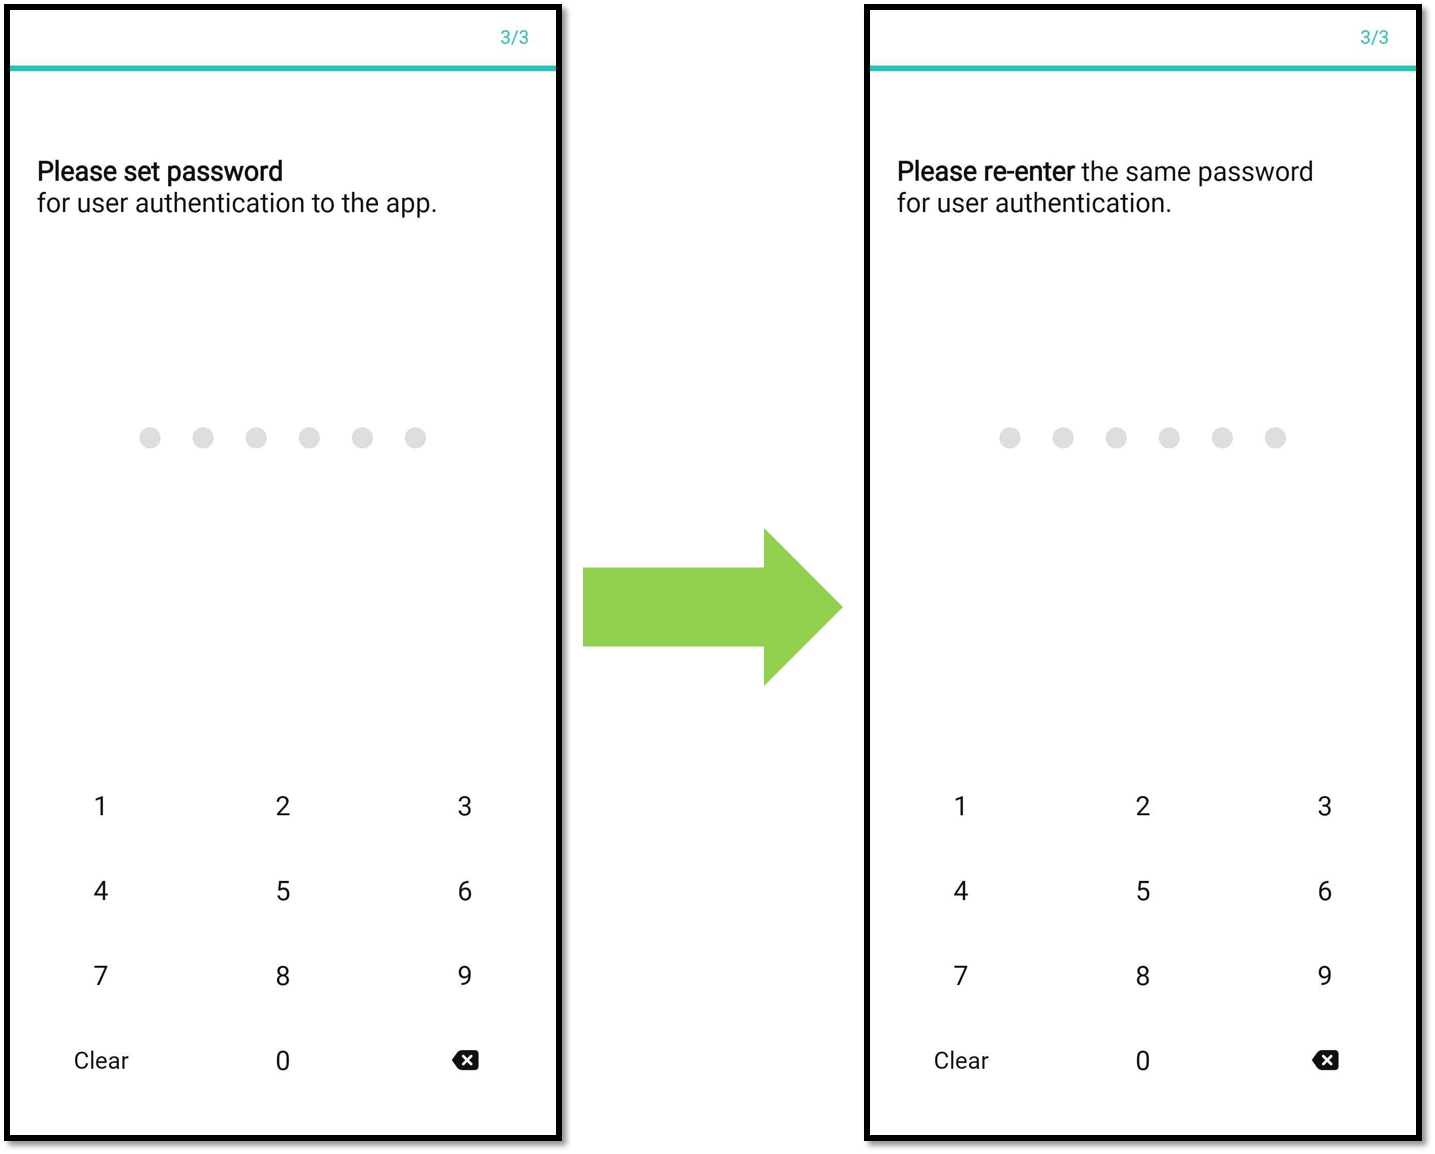 3/3
Please set password
for user authentication to the app.
1 2 3
4 5 6
7 8 9
Clear 0
3/3
Please re-enter the same password
for user authentication.
1 2 3
4 5 6
7 8 9
Clear 0